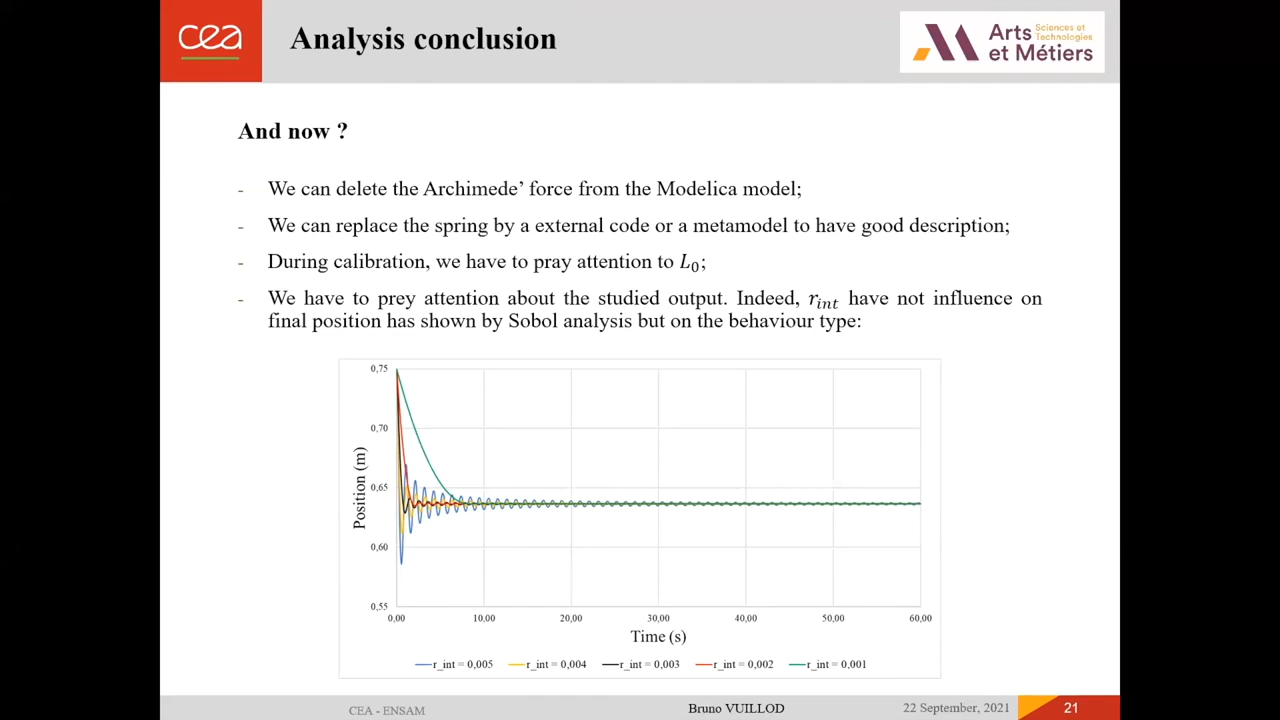 cea
Analysis conclusion
Arts
et Métiers
Sciences et
Technologies
And now ?
- We can delete the Archimede’ force from the Modelica model;
- We can replace the spring by a external code or a metamodel to have good description;
- During calibration, we have to pray attention to L₀;
- We have to prey attention about the studied output. Indeed, r_int have not influence on
final position has shown by Sobol analysis but on the behaviour type:
0,75
0,70
0,65
0,60
0,55
Position (m)
0,00 10,00 20,00 30,00 40,00 50,00 60,00
Time (s)
r_int = 0,005 r_int = 0,004 r_int = 0,003 r_int = 0,002 r_int = 0,001
CEA - ENSAM Bruno VUILLOD 22 September, 2021 21